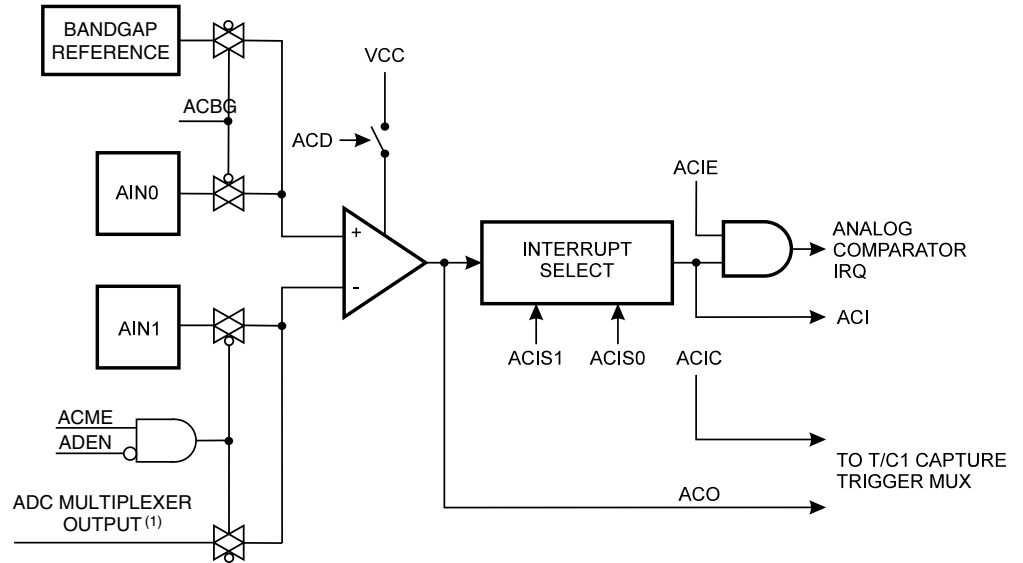 BANDGAP
REFERENCE
ACBG
VCC
ACD
AIN0
ACIE
+
-
INTERRUPT
SELECT
ANALOG
COMPARATOR
IRQ
AIN1
ACI
ACIS1
ACIS0
ACIC
ACME
ADEN
TO T/C1 CAPTURE
TRIGGER MUX
ACO
ADC MULTIPLEXER
OUTPUT (1)